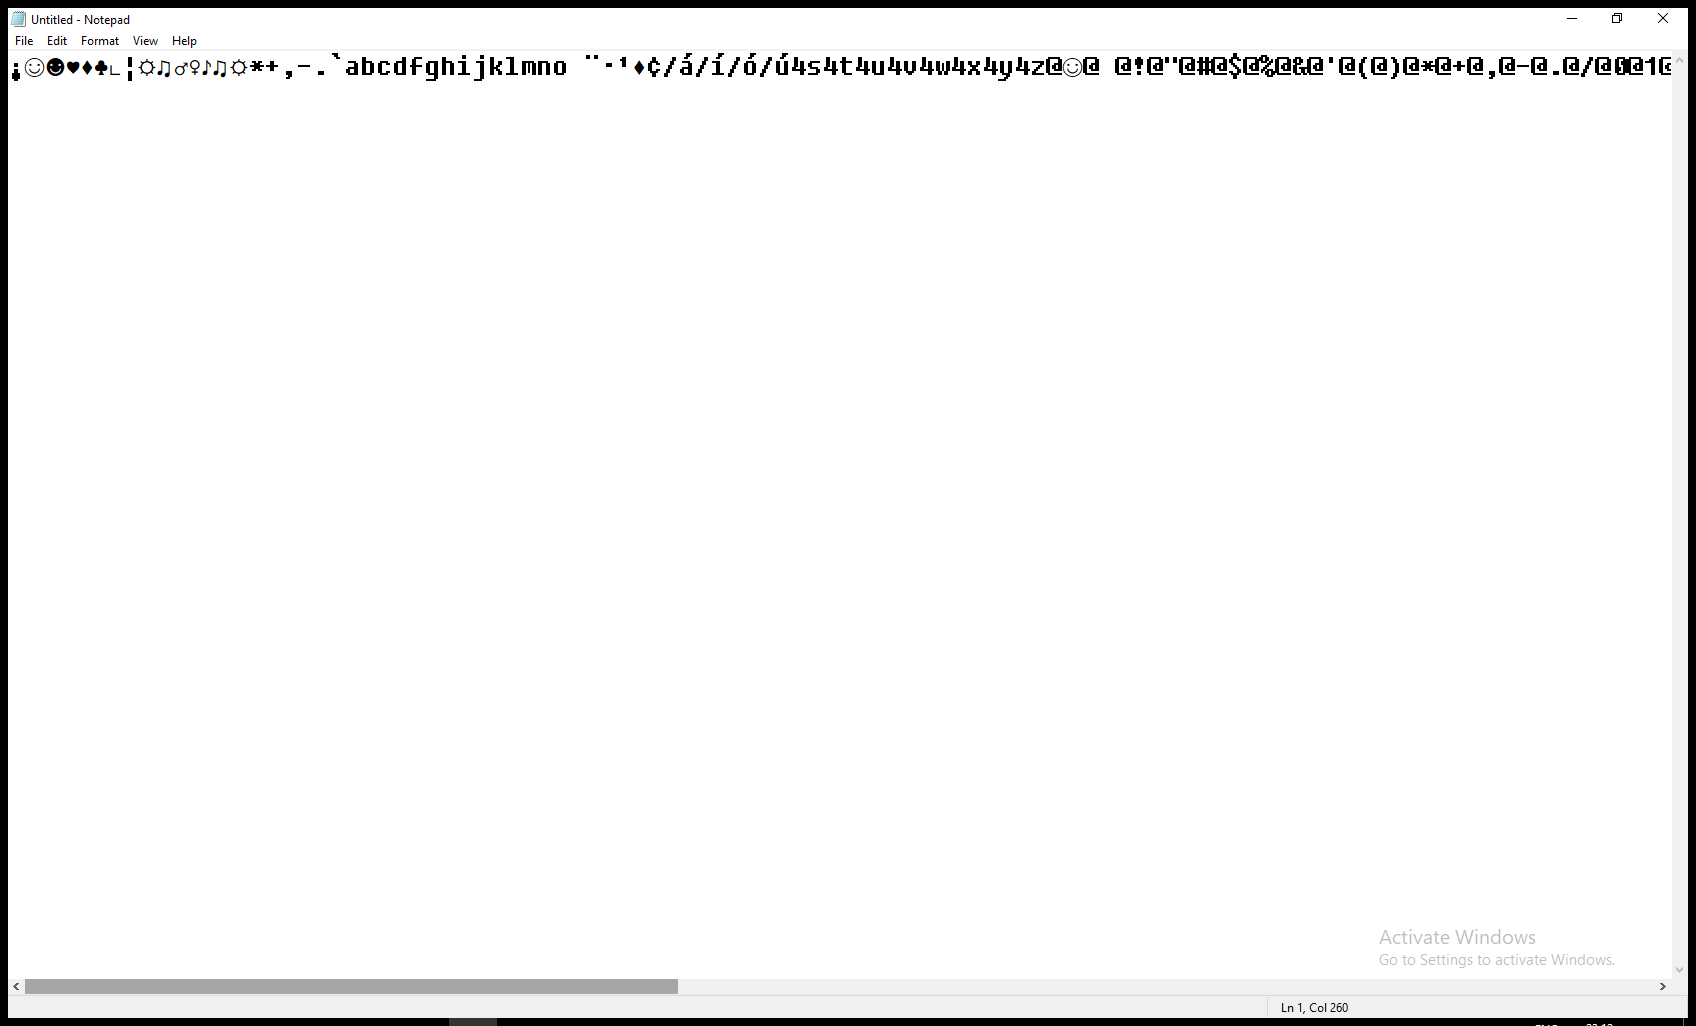 Untitled - Notepad
File Edit Format View Help
☺☻♥♦♣∟¦☼♫♂♀♪♫☼*+,-.`abcdfghijklmno ¨·¹♦¢/á/í/ó/ú4s4t4u4v4w4x4y4z@☺@ @!@"@#@$@%@&@'@(@)@*@+@,@-@.@/@0@1@
Activate Windows
Go to Settings to activate Windows.
Ln 1, Col 260